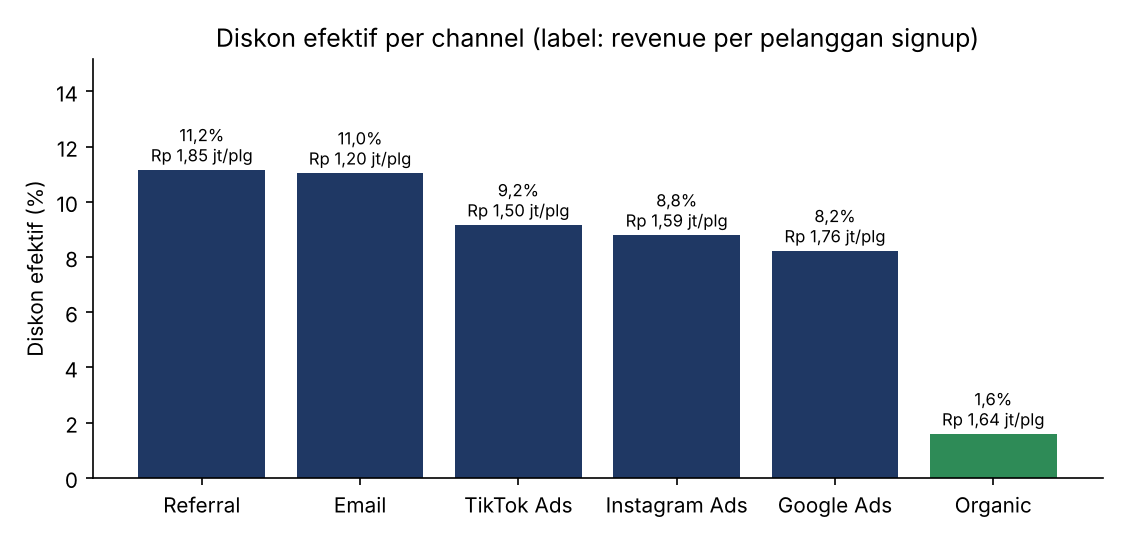 Diskon efektif per channel (label: revenue per pelanggan signup)
Diskon efektif (%)
14
12
10
8
6
4
2
0
11,2%
Rp 1,85 jt/plg
11,0%
Rp 1,20 jt/plg
9,2%
Rp 1,50 jt/plg
8,8%
Rp 1,59 jt/plg
8,2%
Rp 1,76 jt/plg
1,6%
Rp 1,64 jt/plg
Referral
Email
TikTok Ads
Instagram Ads
Google Ads
Organic